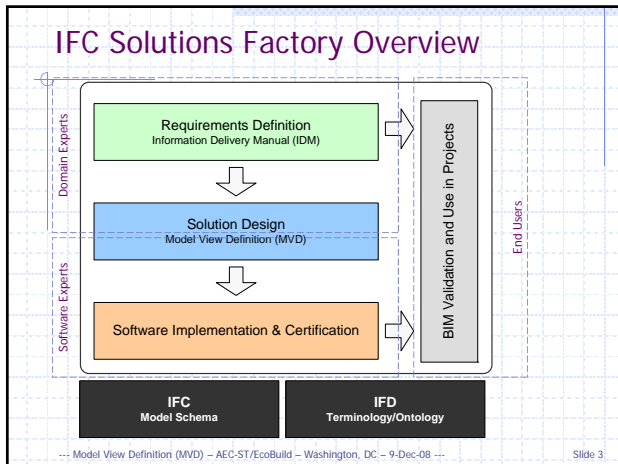 IFC Solutions Factory Overview
Domain Experts
Requirements Definition
Information Delivery Manual (IDM)
Solution Design
Model View Definition (MVD)
Software Experts
Software Implementation & Certification
BIM Validation and Use in Projects
End Users
IFC
Model Schema
IFD
Terminology/Ontology
--- Model View Definition (MVD) – AEC-ST/EcoBuild – Washington, DC – 9-Dec-08 ---
Slide 3